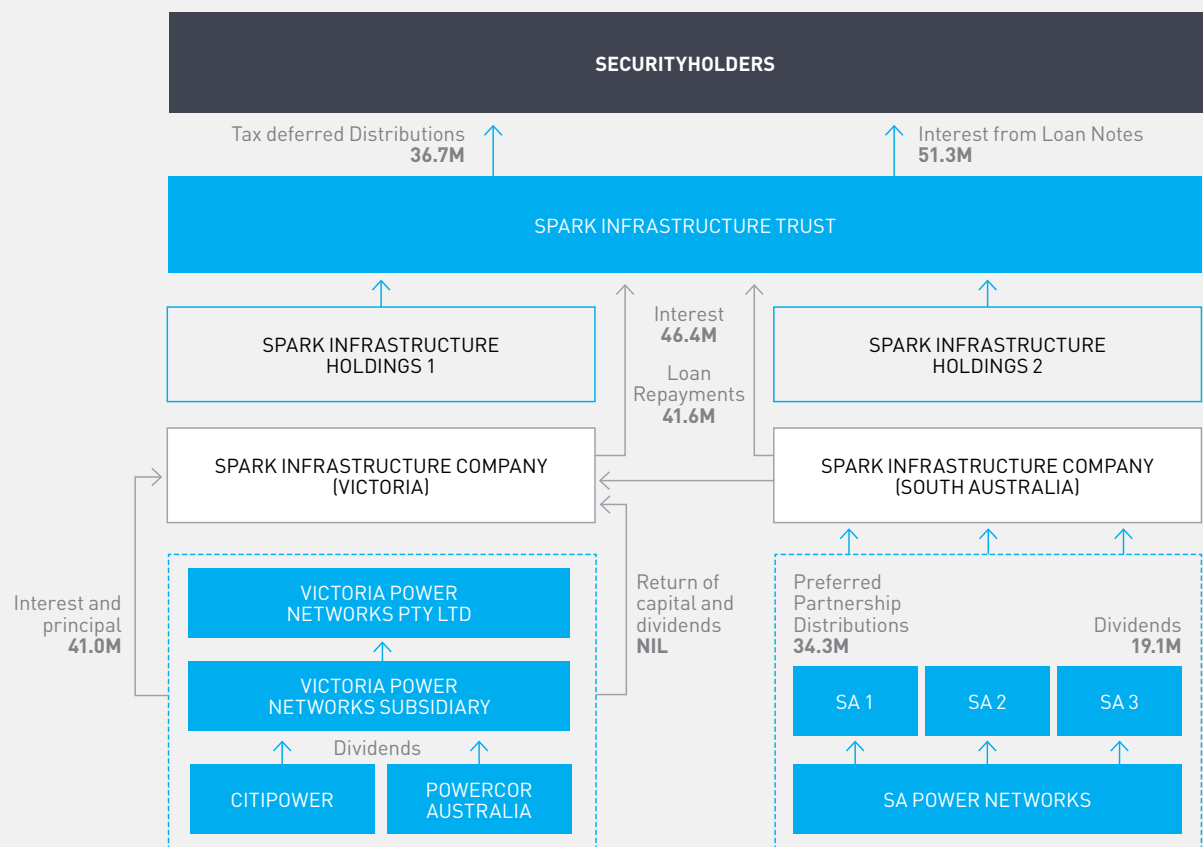 SECURITYHOLDERS
Tax deferred Distributions
36.7M
Interest from Loan Notes
51.3M
SPARK INFRASTRUCTURE TRUST
SPARK INFRASTRUCTURE
HOLDINGS 1
Interest
46.4M
Loan
Repayments
41.6M
SPARK INFRASTRUCTURE
HOLDINGS 2
SPARK INFRASTRUCTURE COMPANY
(VICTORIA)
SPARK INFRASTRUCTURE COMPANY
(SOUTH AUSTRALIA)
Interest and
principal
41.0M
VICTORIA POWER
NETWORKS PTY LTD
VICTORIA POWER
NETWORKS SUBSIDIARY
Dividends
CITIPOWER
POWERCOR
AUSTRALIA
Return of
capital and
dividends
NIL
Preferred
Partnership
Distributions
34.3M
Dividends
19.1M
SA 1
SA 2
SA 3
SA POWER NETWORKS